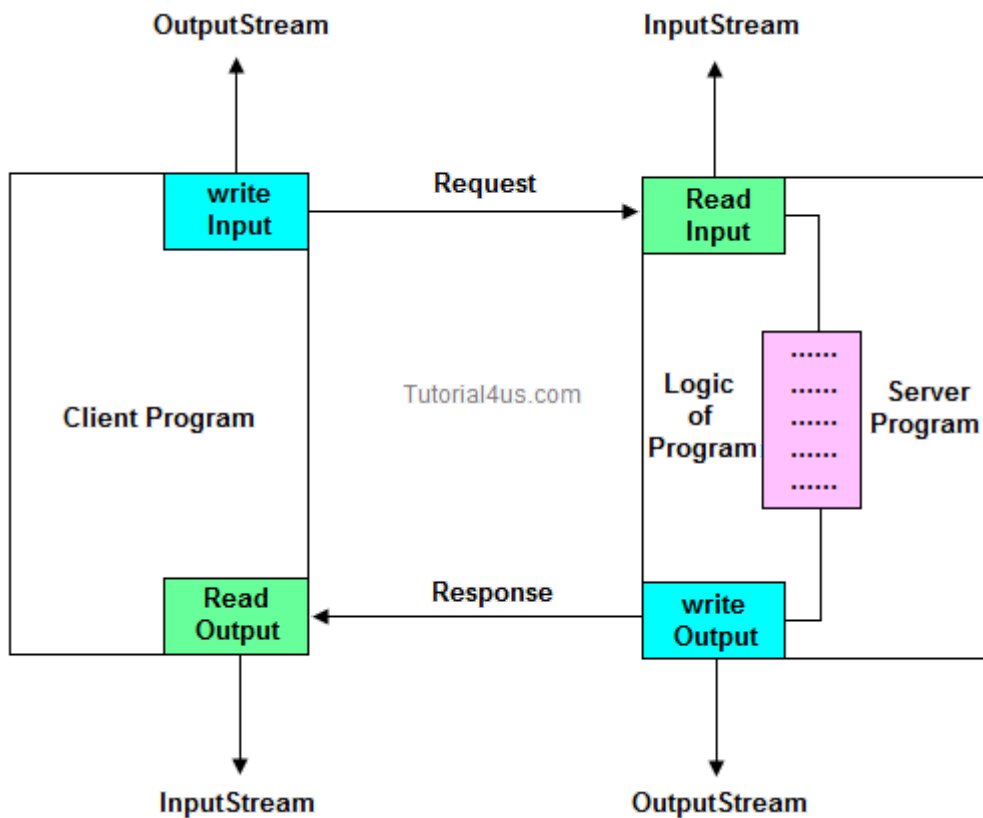 OutputStream
InputStream
write
Input
Request
Read
Input
Client Program
Tutorial4us.com
Logic
of
Program
......
......
......
......
......
Server
Program
Read
Output
Response
write
Output
InputStream
OutputStream